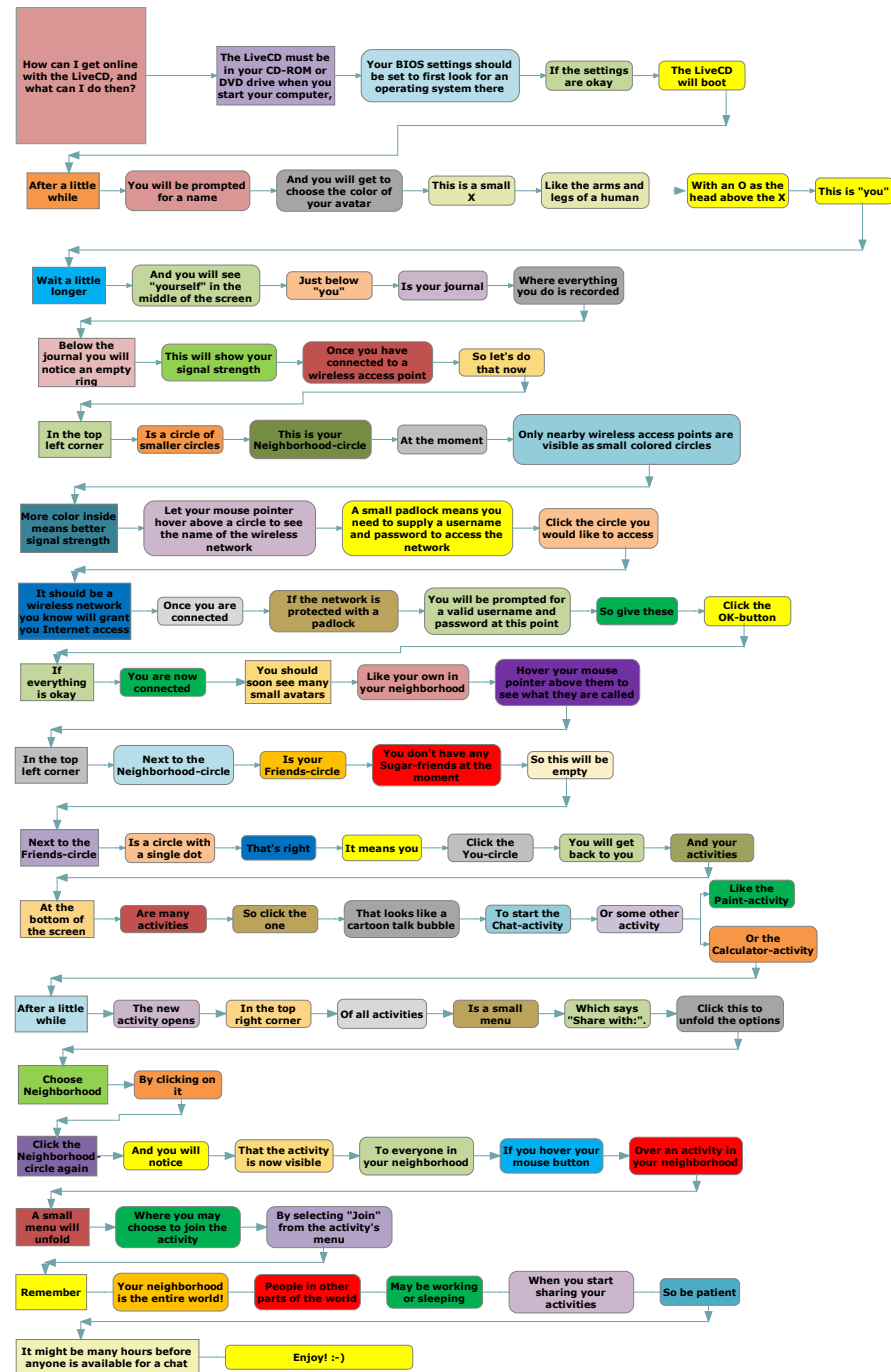 How can I get online
with the LiveCD, and
what can I do then?
The LiveCD must be
in your CD-ROM or
DVD drive when you
start your computer,
Your BIOS settings should
be set to first look for an
operating system there
If the settings
are okay
The LiveCD
will boot
After a little
while
You will be prompted
for a name
And you will get to
choose the color of
your avatar
This is a small
X
Like the arms and
legs of a human
With an O as the
head above the X
This is "you"
Wait a little
longer
And you will see
"yourself" in the
middle of the screen
Just below
"you"
Is your journal
Where everything
you do is recorded
Below the
journal you will
notice an empty
ring
This will show your
signal strength
Once you have
connected to a
wireless access point
So let's do
that now
In the top
left corner
Is a circle of
smaller circles
This is your
Neighborhood-circle
At the moment
Only nearby wireless access points are
visible as small colored circles
More color inside
means better
signal strength
Let your mouse pointer
hover above a circle to see
the name of the wireless
network
A small padlock means you
need to supply a username
and password to access the
network
Click the circle you
would like to access
It should be a
wireless network
you know will grant
you Internet access
Once you are
connected
If the network is
protected with a
padlock
You will be prompted for
a valid username and
password at this point
So give these
Click the
OK-button
If
everything
is okay
You are now
connected
You should
soon see many
small avatars
Like your own in
your neighborhood
Hover your mouse
pointer above them to
see what they are called
In the top
left corner
Next to the
Neighborhood-circle
Is your
Friends-circle
You don't have any
Sugar-friends at the
moment
So this will be
empty
Next to the
Friends-circle
Is a circle with
a single dot
That's right
It means you
Click the
You-circle
You will get
back to you
And your
activities
At the
bottom of
the screen
Are many
activities
So click the
one
That looks like a
cartoon talk bubble
To start the
Chat-activity
Or some other
activity
Like the
Paint-activity
Or the
Calculator-activity
After a little
while
The new
activity opens
In the top
right corner
Of all activities
Is a small
menu
Which says
"Share with:".
Click this to
unfold the options
Choose
Neighborhood
By clicking on
it
Click the
Neighborhood-
circle again
And you will
notice
That the activity
is now visible
To everyone in
your neighborhood
If you hover your
mouse button
Over an activity in
your neighborhood
A small
menu will
unfold
Where you may
choose to join the
activity
By selecting "Join"
from the activity's
menu
Remember
Your neighborhood
is the entire world!
People in other
parts of the world
May be working
or sleeping
When you start
sharing your
activities
So be patient
It might be many hours before
anyone is available for a chat
Enjoy! :-)